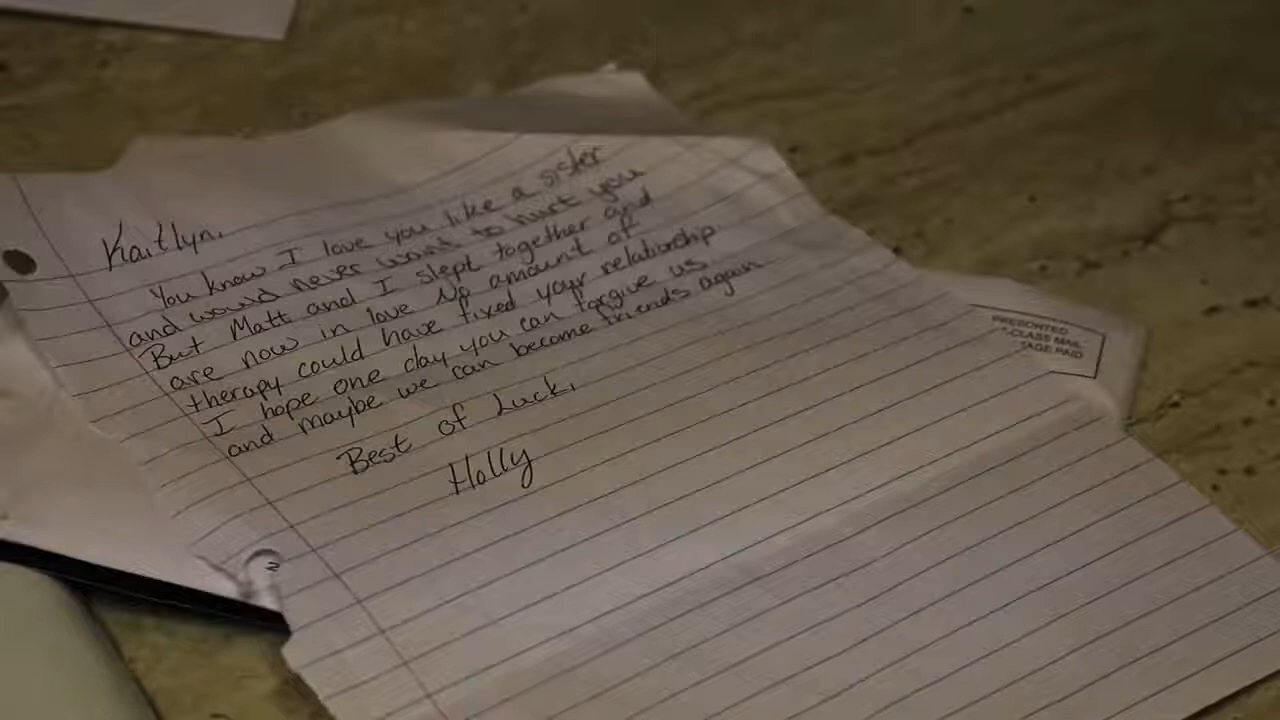 Kaitlyn,
You know I love you like a sister
and would never want to hurt you
But Matt and I slept together and
are now in love No amount of
therapy could have fixed your relationship.
I hope one day you can forgive us
and maybe we can become friends again
Best of Luck,
Holly
PRESORTED
CLASS MAIL
PAID